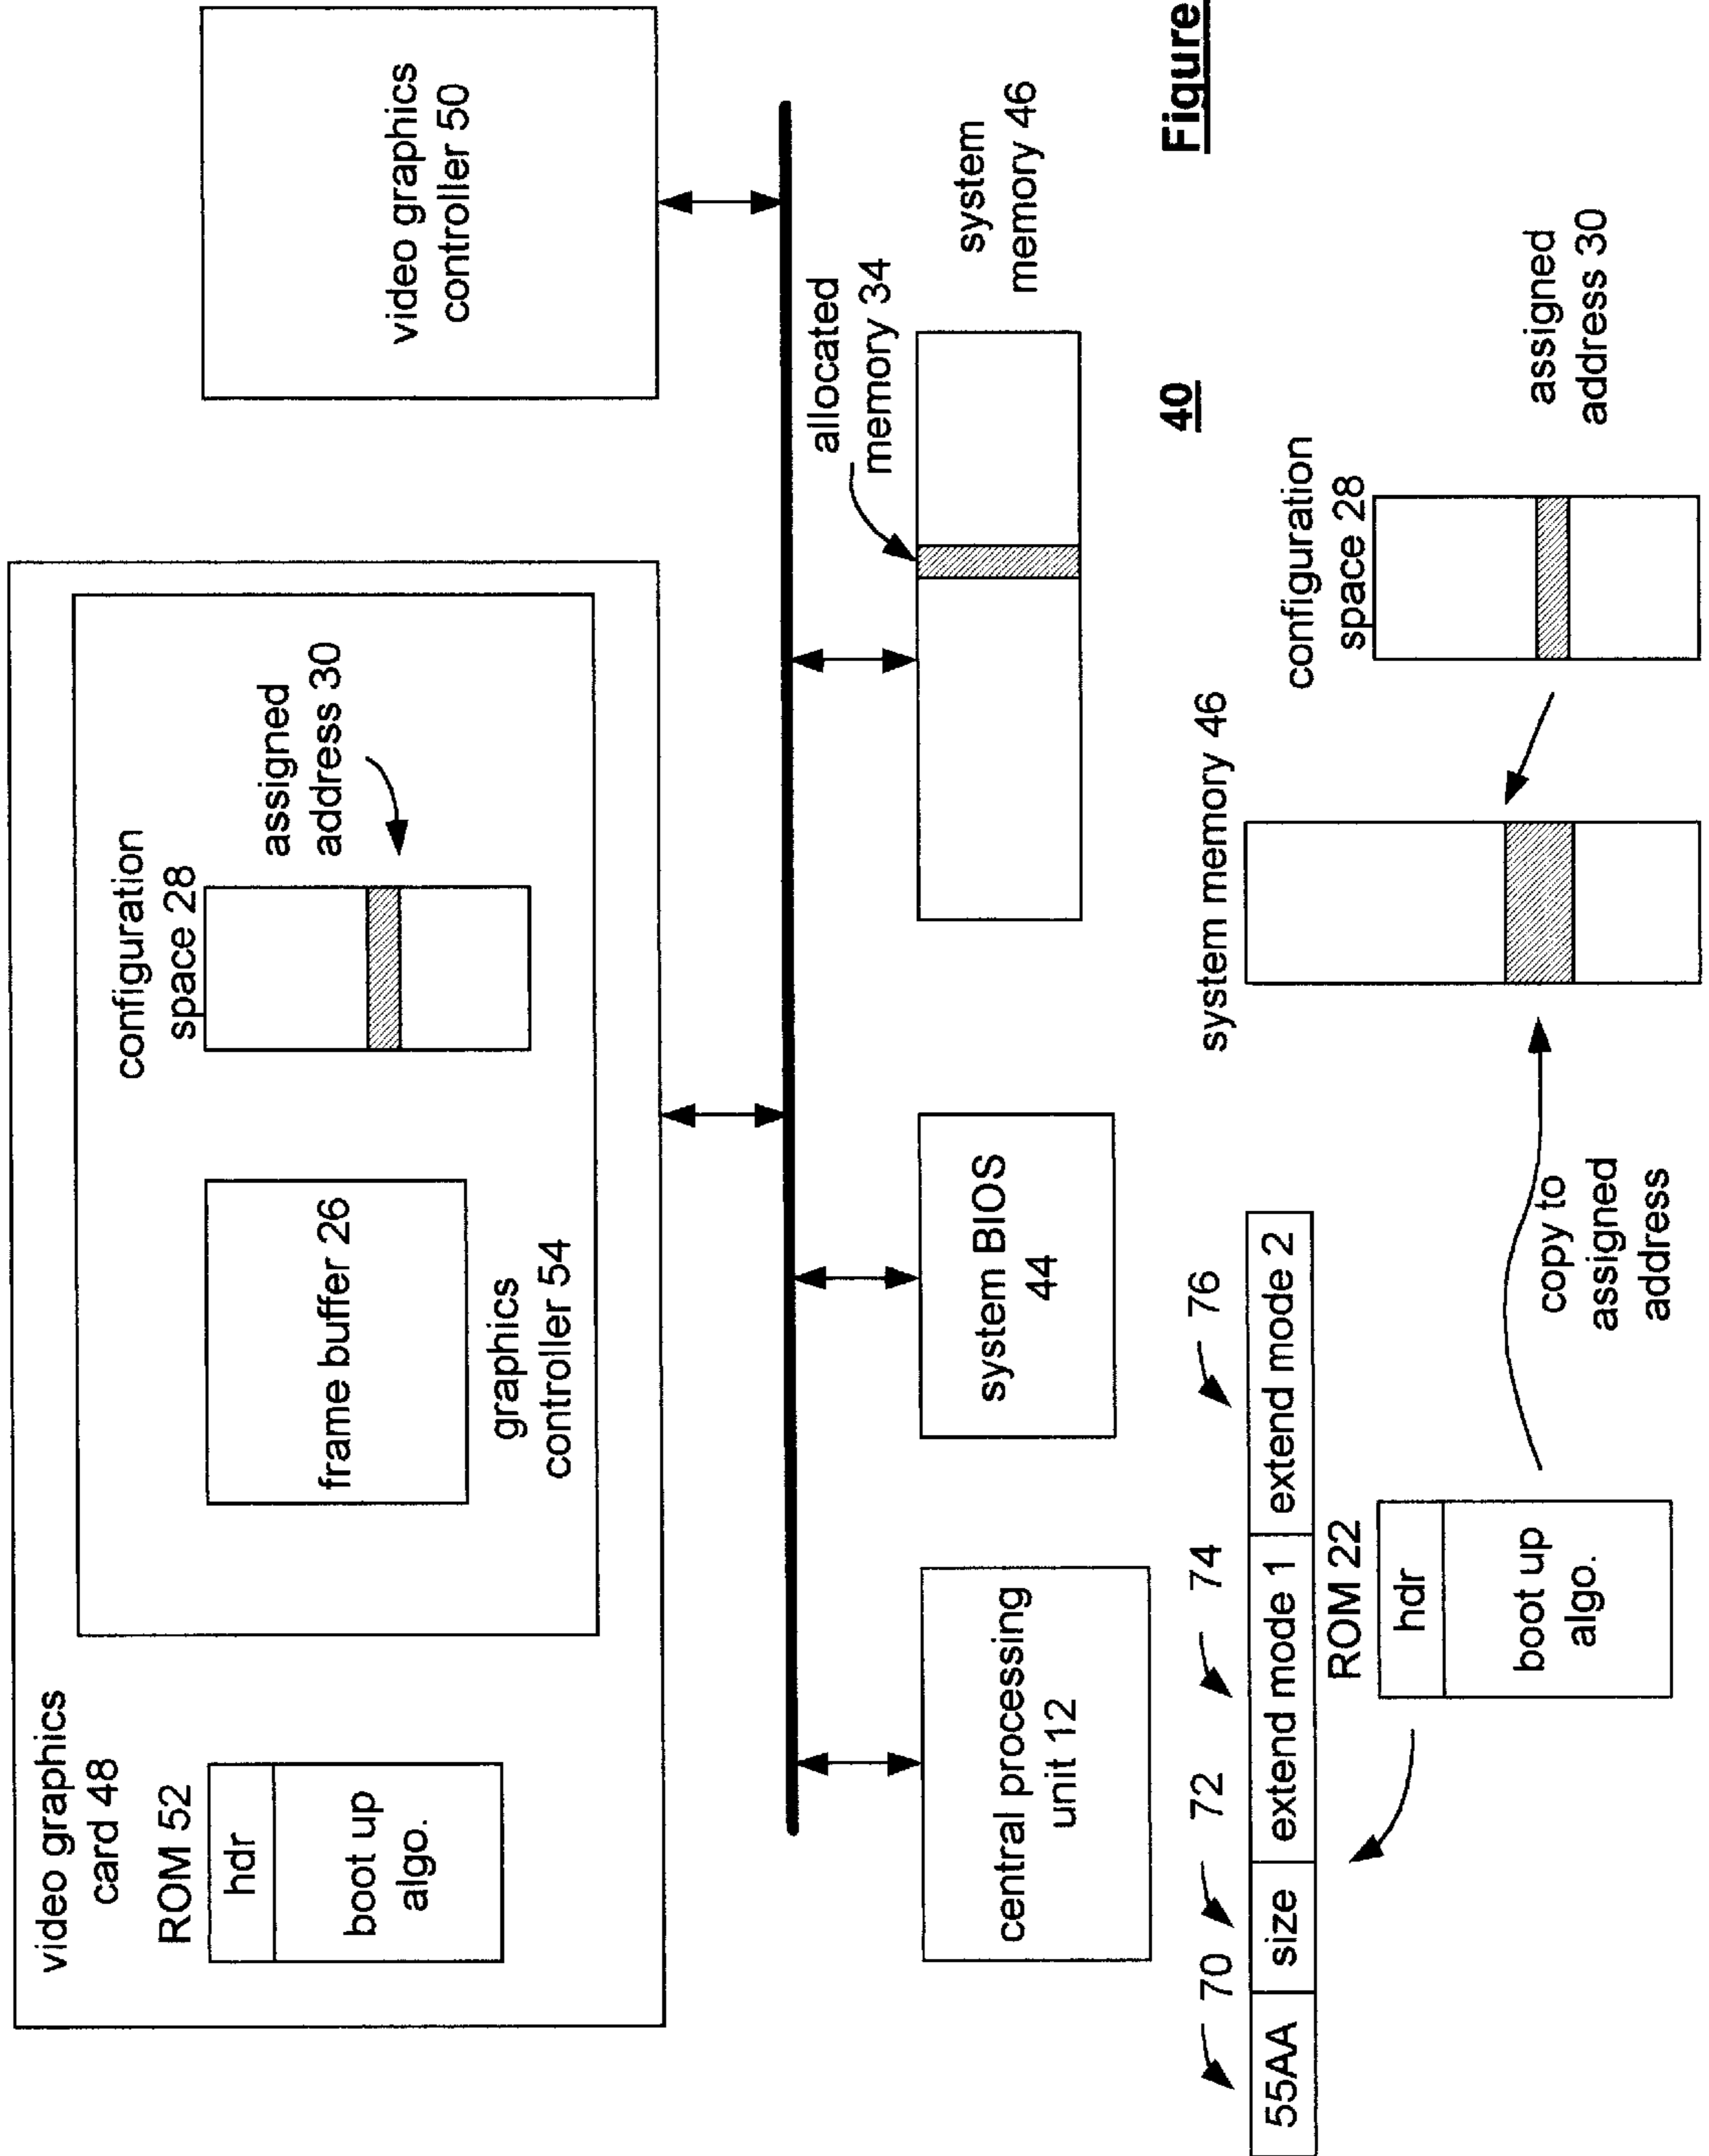 video graphics
card 48
ROM 52
hdr
boot up
algo.
frame buffer 26
graphics
controller 54
configuration
space 28
assigned
address 30
video graphics
controller 50
central processing
unit 12
system BIOS
44
allocated
memory 34
system
memory 46
70
72
74
76
55AA
size
extend mode 1
extend mode 2
ROM 22
hdr
boot up
algo.
copy to
assigned
address
system memory 46
configuration
space 28
assigned
address 30
40
Figure